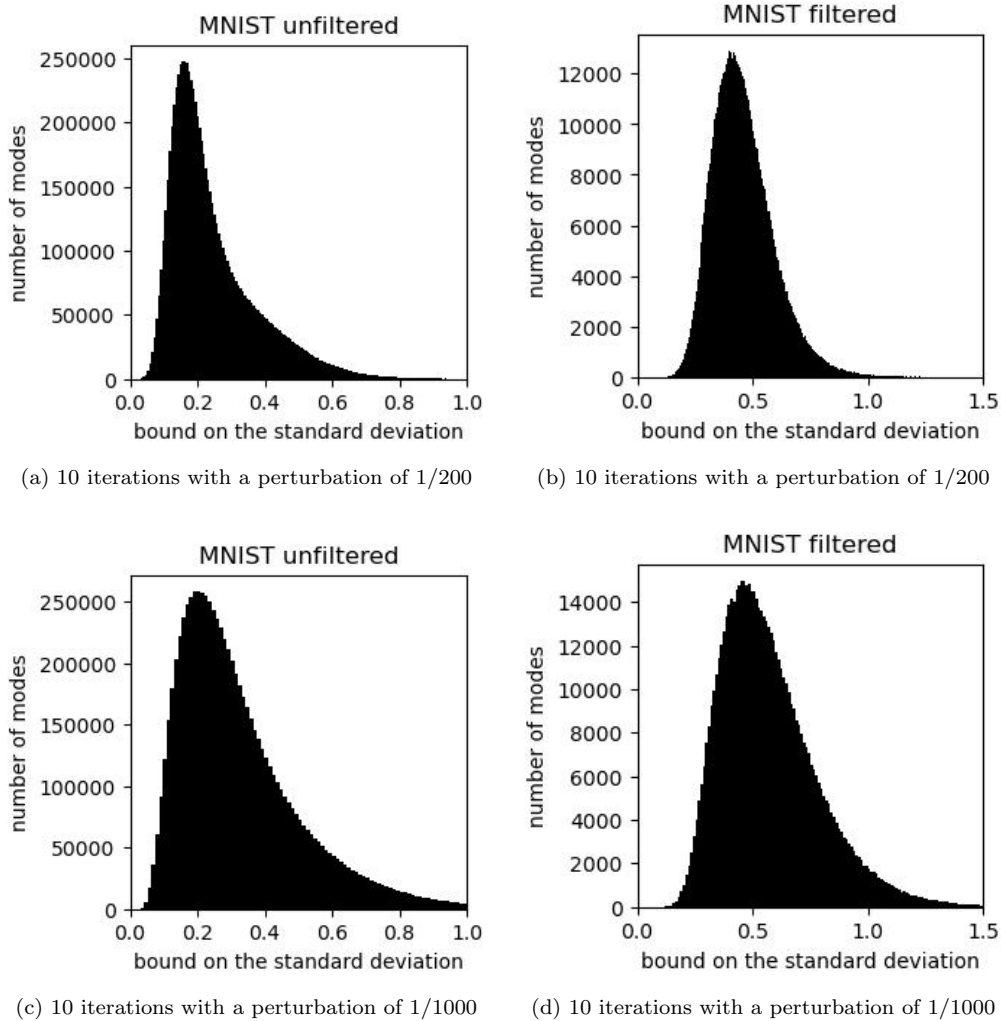 MNIST unfiltered
250000
200000
150000
100000
50000
0
number of modes
0.0 0.2 0.4 0.6 0.8 1.0
bound on the standard deviation
(a) 10 iterations with a perturbation of 1/200
MNIST filtered
12000
10000
8000
6000
4000
2000
0
number of modes
0.0 0.5 1.0 1.5
bound on the standard deviation
(b) 10 iterations with a perturbation of 1/200
MNIST unfiltered
250000
200000
150000
100000
50000
0
number of modes
0.0 0.2 0.4 0.6 0.8 1.0
bound on the standard deviation
(c) 10 iterations with a perturbation of 1/1000
MNIST filtered
14000
12000
10000
8000
6000
4000
2000
0
number of modes
0.0 0.5 1.0 1.5
bound on the standard deviation
(d) 10 iterations with a perturbation of 1/1000